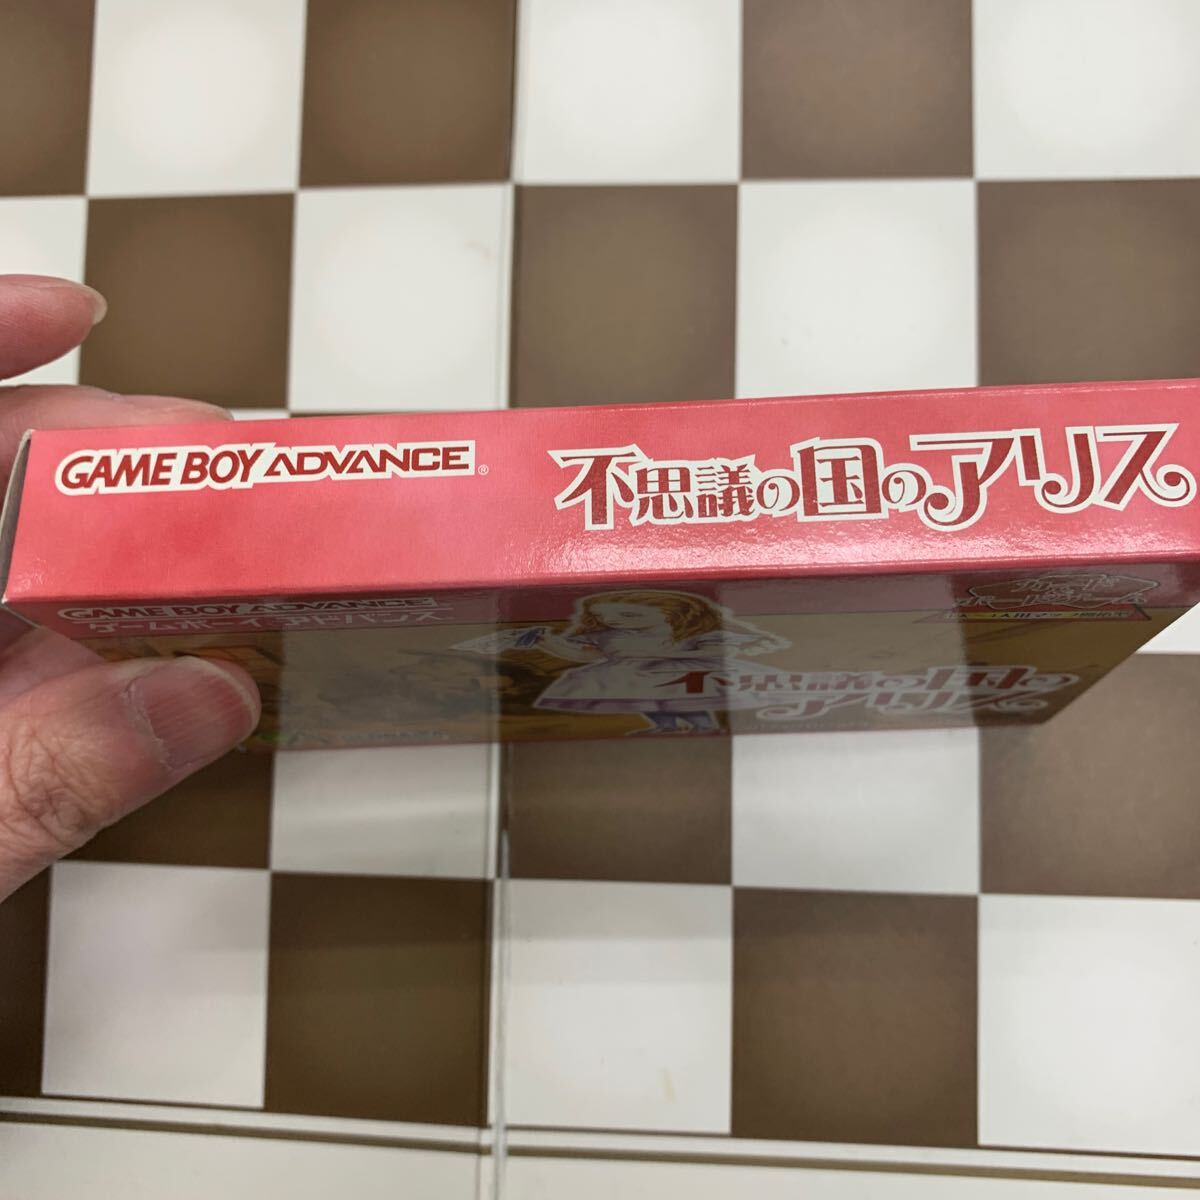 GAME BOY ADVANCE®
不思議の国のアリス
GAME BOY ADVANCE
ゲームボーイアドバンス
不思議の国の
アリス